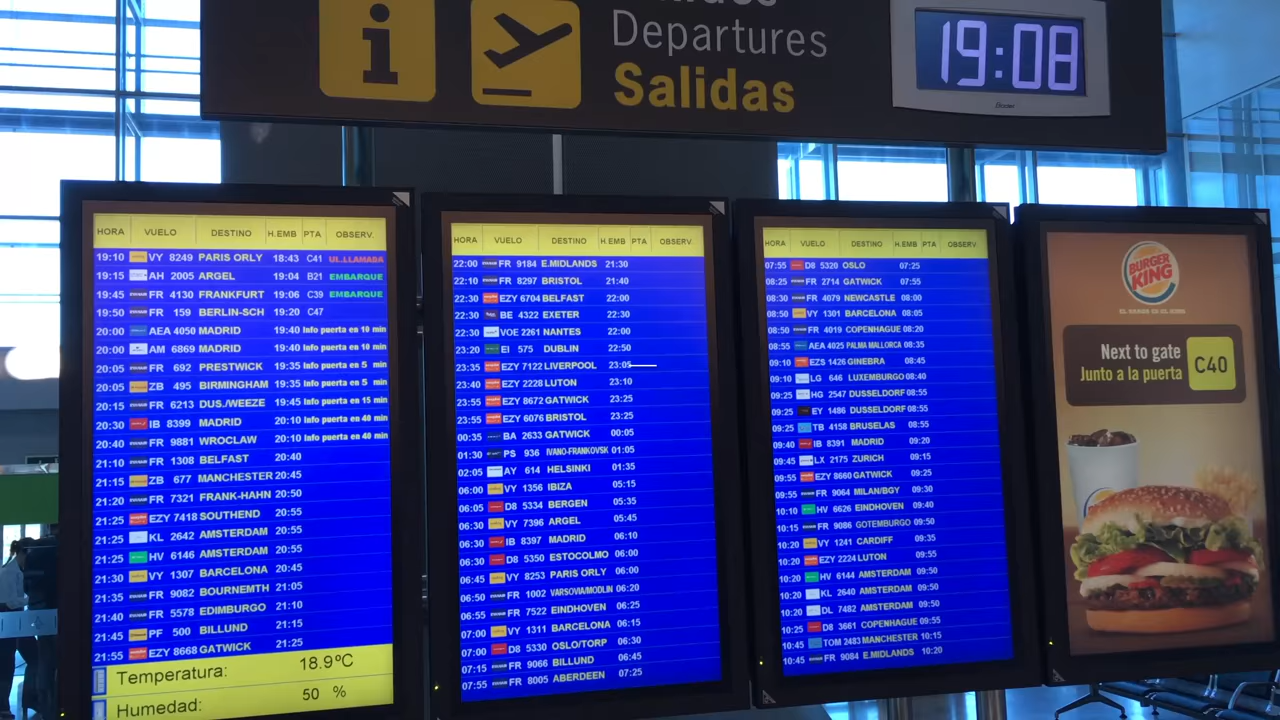 Departures
Salidas
19:08
HORA VUELO DESTINO H.EMB PTA OBSERV.
19:10 VY 8249 PARIS ORLY 18:43 C41 UL.LLAMADA
19:15 AH 2005 ARGEL 19:04 B21 EMBARQUE
19:45 FR 4130 FRANKFURT 19:06 C39 EMBARQUE
19:50 FR 159 BERLIN-SCH 19:20 C47
20:00 AEA 4050 MADRID 19:40 Info puerta en 10 min
20:00 AM 6869 MADRID 19:40 Info puerta en 10 min
20:05 FR 692 PRESTWICK 19:35 Info puerta en 5 min
20:05 ZB 495 BIRMINGHAM 19:35 Info puerta en 5 min
20:15 FR 6213 DUS./WEEZE 19:45 Info puerta en 15 min
20:30 IB 8399 MADRID 20:10 Info puerta en 40 min
20:40 FR 9881 WROCLAW 20:10 Info puerta en 40 min
21:10 FR 1308 BELFAST 20:40
21:15 ZB 677 MANCHESTER 20:45
21:20 FR 7321 FRANK-HAHN 20:50
21:25 EZY 7418 SOUTHEND 20:55
21:25 KL 2642 AMSTERDAM 20:55
21:25 HV 6146 AMSTERDAM 20:55
21:30 VY 1307 BARCELONA 20:45
21:35 FR 9082 BOURNEMTH 21:05
21:40 FR 5578 EDIMBURGO 21:10
21:45 PF 500 BILLUND 21:15
21:55 EZY 8668 GATWICK 21:25
Temperatura: 18.9ºC
Humedad: 50 %
HORA VUELO DESTINO H.EMB PTA OBSERV.
22:00 FR 9184 E.MIDLANDS 21:30
22:10 FR 8297 BRISTOL 21:40
22:30 EZY 6704 BELFAST 22:00
22:30 BE 4322 EXETER 22:30
22:30 VOE 2261 NANTES 22:00
23:20 EI 575 DUBLIN 22:50
23:35 EZY 7122 LIVERPOOL 23:05
23:40 EZY 2228 LUTON 23:10
23:55 EZY 8672 GATWICK 23:25
23:55 EZY 6076 BRISTOL 23:25
00:35 BA 2633 GATWICK 00:05
01:30 PS 936 IVANO-FRANKOVSK 01:05
02:05 AY 614 HELSINKI 01:35
06:00 VY 1356 IBIZA 05:15
06:05 D8 5334 BERGEN 05:35
06:30 VY 7396 ARGEL 05:45
06:30 IB 8397 MADRID 06:10
06:30 D8 5350 ESTOCOLMO 06:00
06:45 VY 8253 PARIS ORLY 06:00
06:50 FR 1002 VARSOVIA/MODLIN 06:20
06:55 FR 7522 EINDHOVEN 06:25
07:00 VY 1311 BARCELONA 06:15
07:00 D8 5330 OSLO/TORP 06:30
07:15 FR 9066 BILLUND 06:45
07:55 FR 8005 ABERDEEN 07:25
HORA VUELO DESTINO H.EMB PTA OBSERV.
07:55 D8 5320 OSLO 07:25
08:25 FR 2714 GATWICK 07:55
08:30 FR 4079 NEWCASTLE 08:00
08:50 VY 1301 BARCELONA 08:05
08:50 FR 4019 COPENHAGUE 08:20
08:55 AEA 4025 PALMA MALLORCA 08:35
09:10 EZS 1426 GINEBRA 08:45
09:10 LG 646 LUXEMBURGO 08:40
09:25 HG 2547 DUSSELDORF 08:55
09:25 EY 1486 DUSSELDORF 08:55
09:25 TB 4158 BRUSELAS 08:55
09:40 IB 8391 MADRID 09:20
09:45 LX 2175 ZURICH 09:15
09:55 EZY 8660 GATWICK 09:25
09:55 FR 9064 MILAN/BGY 09:30
10:10 HV 6626 EINDHOVEN 09:40
10:15 FR 9086 GOTEMBURGO 09:50
10:20 VY 1241 CARDIFF 09:35
10:20 EZY 2224 LUTON 09:55
10:20 HV 6144 AMSTERDAM 09:50
10:20 KL 2640 AMSTERDAM 09:50
10:20 DL 7482 AMSTERDAM 09:50
10:25 D8 3661 COPENHAGUE 09:55
10:45 TOM 2483 MANCHESTER 10:15
10:45 FR 9084 E.MIDLANDS 10:20
BURGER
KING
Next to gate
Junto a la puerta
C40